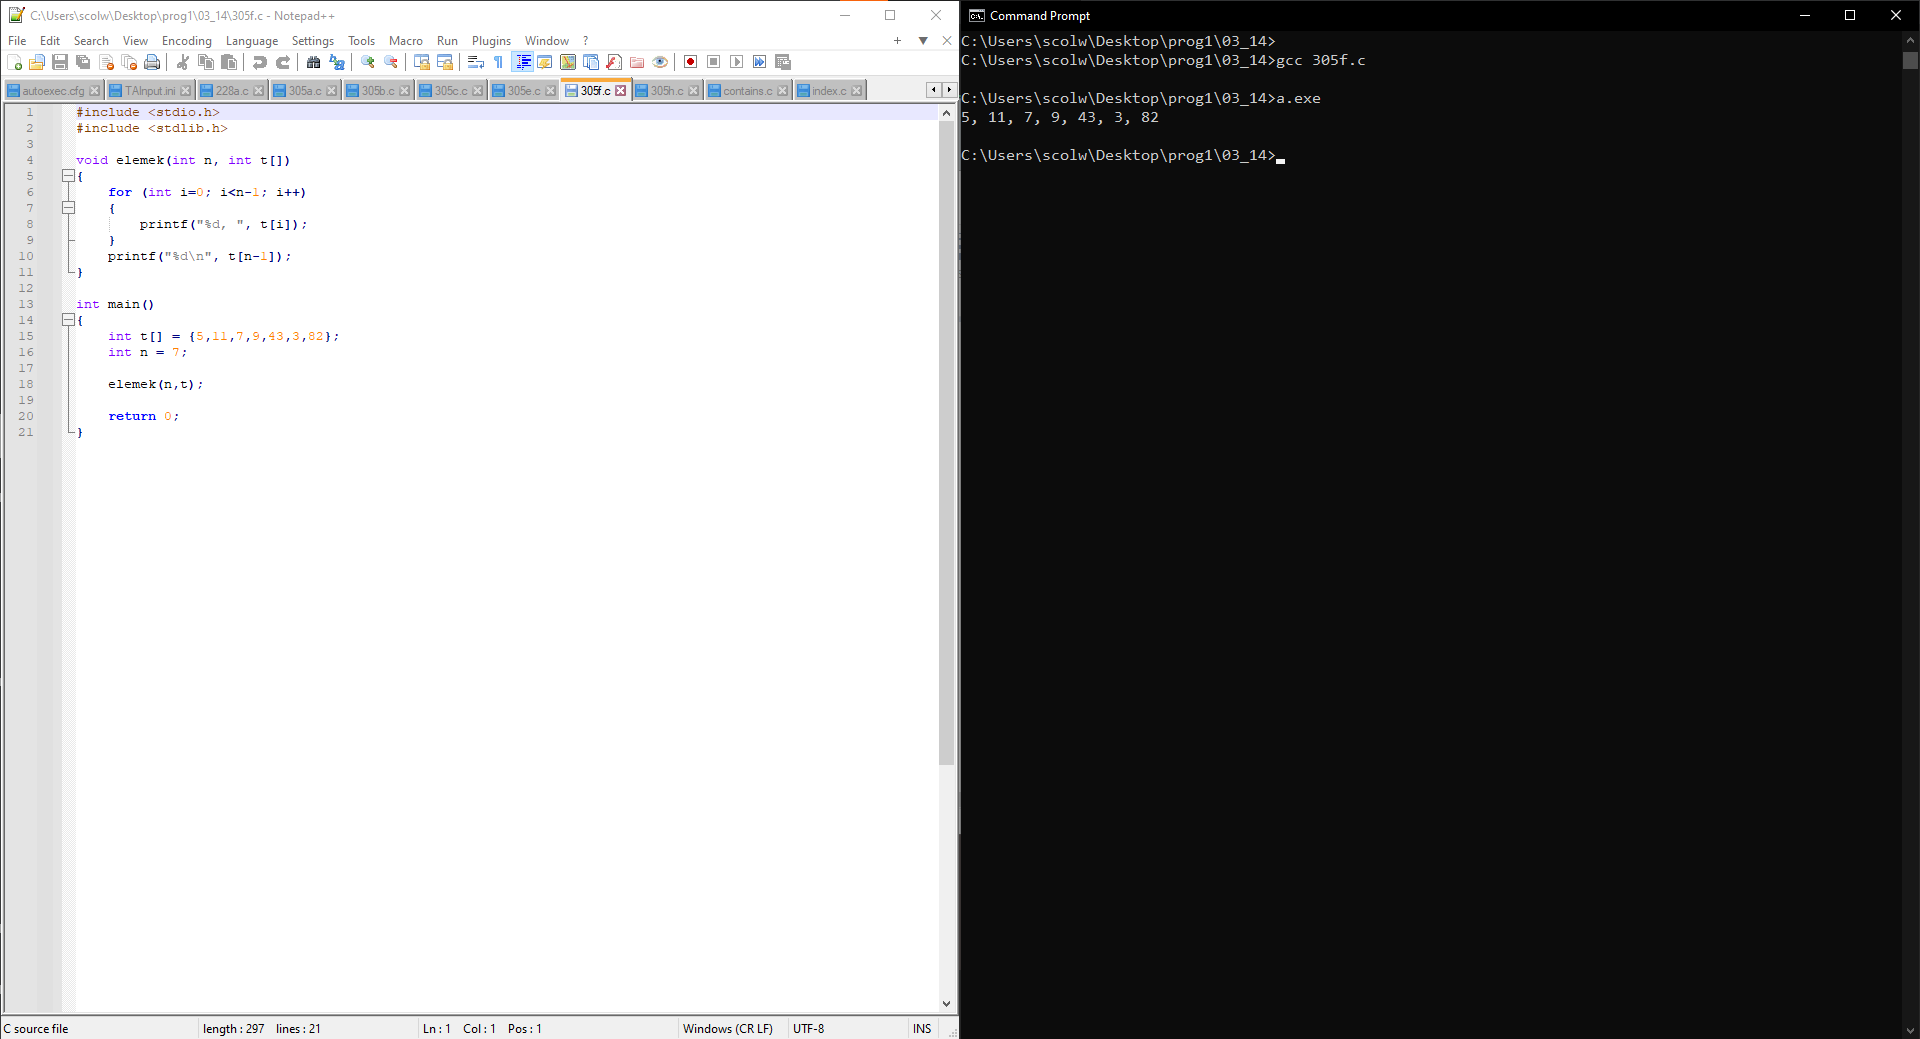 C:\Users\scolw\Desktop\prog1\03_14\305f.c - Notepad++
File Edit Search View Encoding Language Settings Tools Macro Run Plugins Window ?
autoexec.cfg TAInput.ini 228a.c 305a.c 305b.c 305c.c 305e.c 305f.c 305h.c contains.c index.c
1 #include <stdio.h>
2 #include <stdlib.h>
3
4 void elemek(int n, int t[])
5 {
6     for (int i=0; i<n-1; i++)
7     {
8         printf("%d, ", t[i]);
9     }
10     printf("%d\n", t[n-1]);
11 }
12
13 int main()
14 {
15     int t[] = {5,11,7,9,43,3,82};
16     int n = 7;
17
18     elemek(n,t);
19
20     return 0;
21 }
C source file length : 297 lines : 21 Ln : 1 Col : 1 Pos : 1 Windows (CR LF) UTF-8 INS
Command Prompt
C:\Users\scolw\Desktop\prog1\03_14>
C:\Users\scolw\Desktop\prog1\03_14>gcc 305f.c
C:\Users\scolw\Desktop\prog1\03_14>a.exe
5, 11, 7, 9, 43, 3, 82
C:\Users\scolw\Desktop\prog1\03_14>